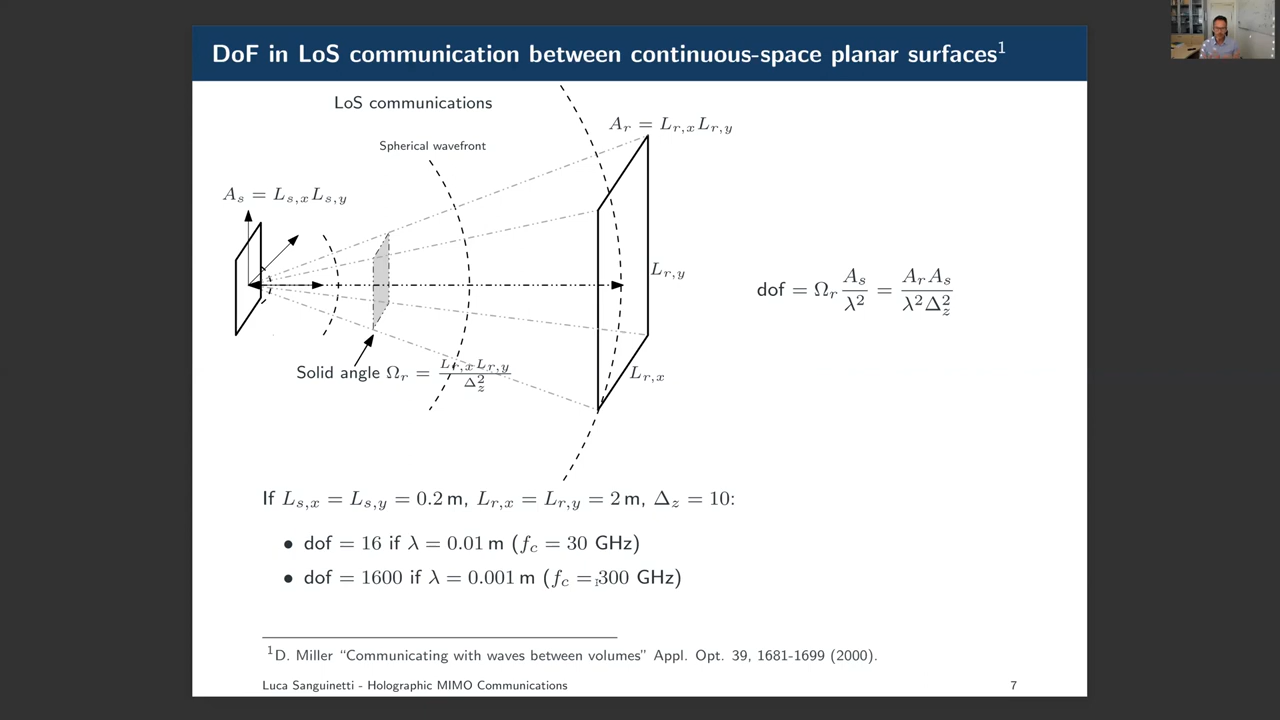 DoF in LoS communication between continuous-space planar surfaces¹
LoS communications
Spherical wavefront
A_r = L_{r,x}L_{r,y}
A_s = L_{s,x}L_{s,y}
L_{r,y}
dof = Ω_r A_s/λ² = A_r A_s/λ²Δ_z²
Solid angle Ω_r = L_{r,x}L_{r,y}/Δ_z²
L_{r,x}
If L_{s,x} = L_{s,y} = 0.2 m, L_{r,x} = L_{r,y} = 2 m, Δ_z = 10:
• dof = 16 if λ = 0.01 m (f_c = 30 GHz)
• dof = 1600 if λ = 0.001 m (f_c = 300 GHz)
¹D. Miller “Communicating with waves between volumes” Appl. Opt. 39, 1681-1699 (2000).
Luca Sanguinetti - Holographic MIMO Communications
7